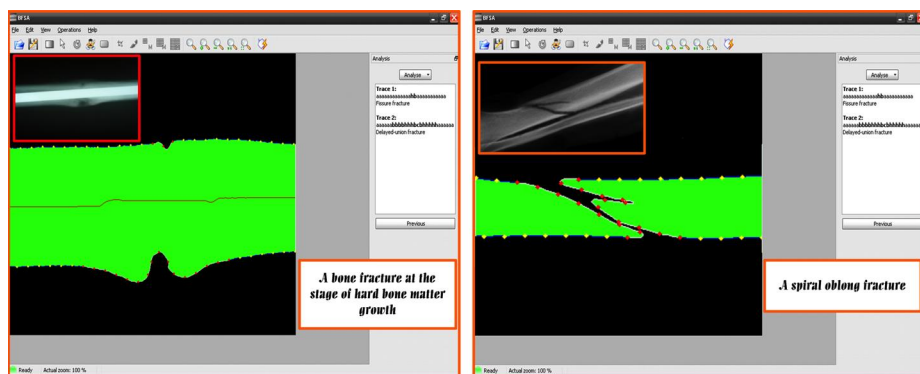 BFSA
File Edit View Operations Help
Analysis
Analyse
Trace 1:
Fissure fracture
Trace 2:
Delayed-union fracture
Previous
A bone fracture at the
stage of hard bone matter
growth
Ready Actual zoom: 100 %
BFSA
File Edit View Operations Help
Analysis
Analyse
Trace 1:
Fissure fracture
Trace 2:
Delayed-union fracture
Previous
A spiral oblong fracture
Ready Actual zoom: 100 %